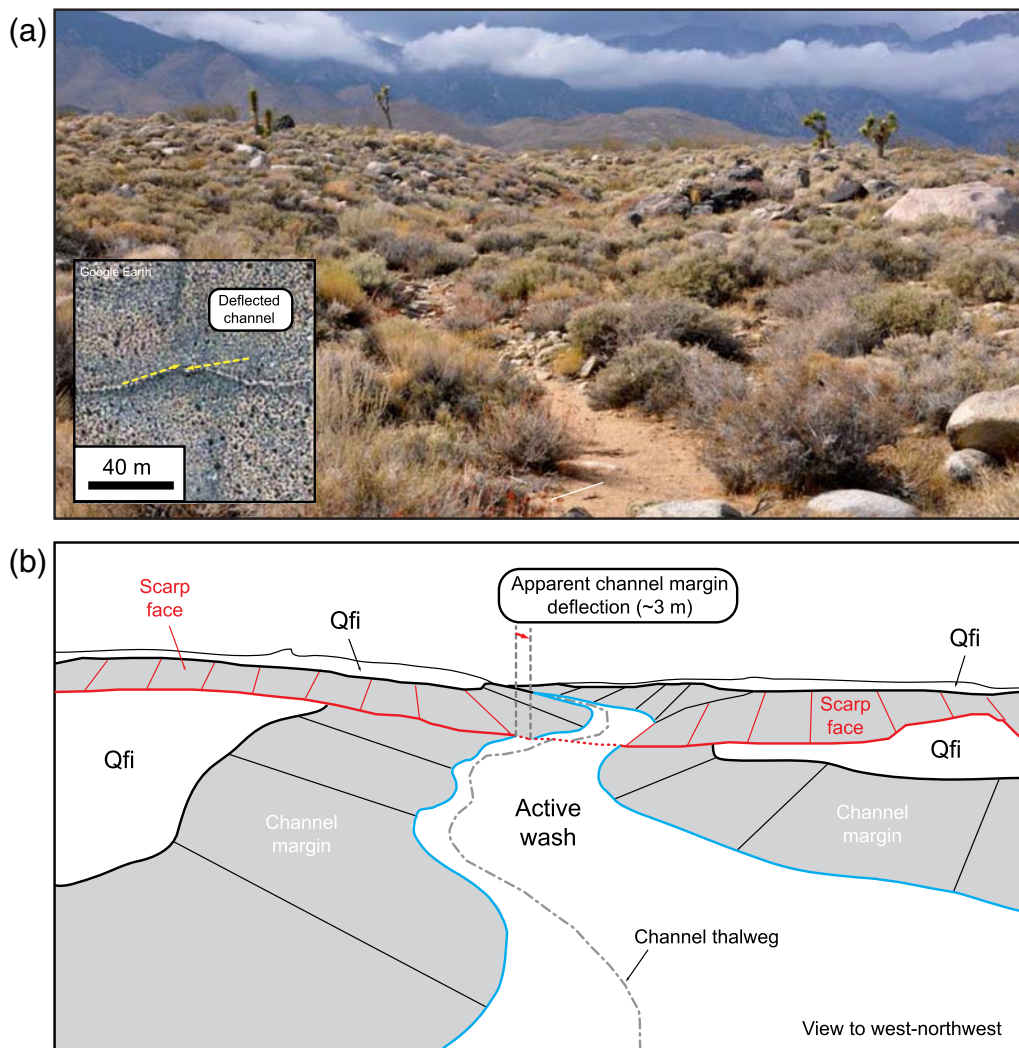 (a)
Google Earth
Deflected
channel
40 m
(b)
Scarp
face
Qfi
Apparent channel margin
deflection (~3 m)
Qfi
Scarp
face
Qfi
Qfi
Channel
margin
Active
wash
Channel
margin
Channel thalweg
View to west-northwest